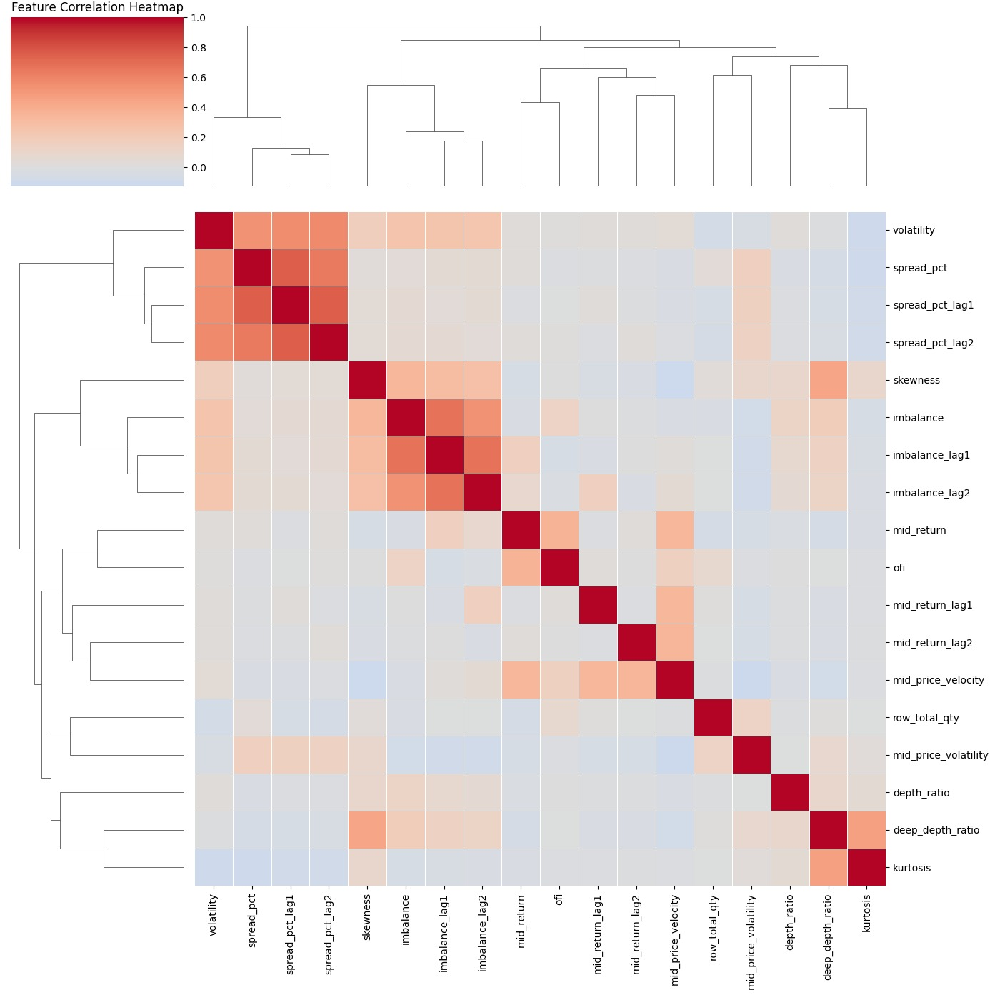 Feature Correlation Heatmap
1.0
0.8
0.6
0.4
0.2
0.0
volatility
spread_pct
spread_pct_lag1
spread_pct_lag2
skewness
imbalance
imbalance_lag1
imbalance_lag2
mid_return
ofi
mid_return_lag1
mid_return_lag2
mid_price_velocity
row_total_qty
mid_price_volatility
depth_ratio
deep_depth_ratio
kurtosis
volatility
spread_pct
spread_pct_lag1
spread_pct_lag2
skewness
imbalance
imbalance_lag1
imbalance_lag2
mid_return
ofi
mid_return_lag1
mid_return_lag2
mid_price_velocity
row_total_qty
mid_price_volatility
depth_ratio
deep_depth_ratio
kurtosis